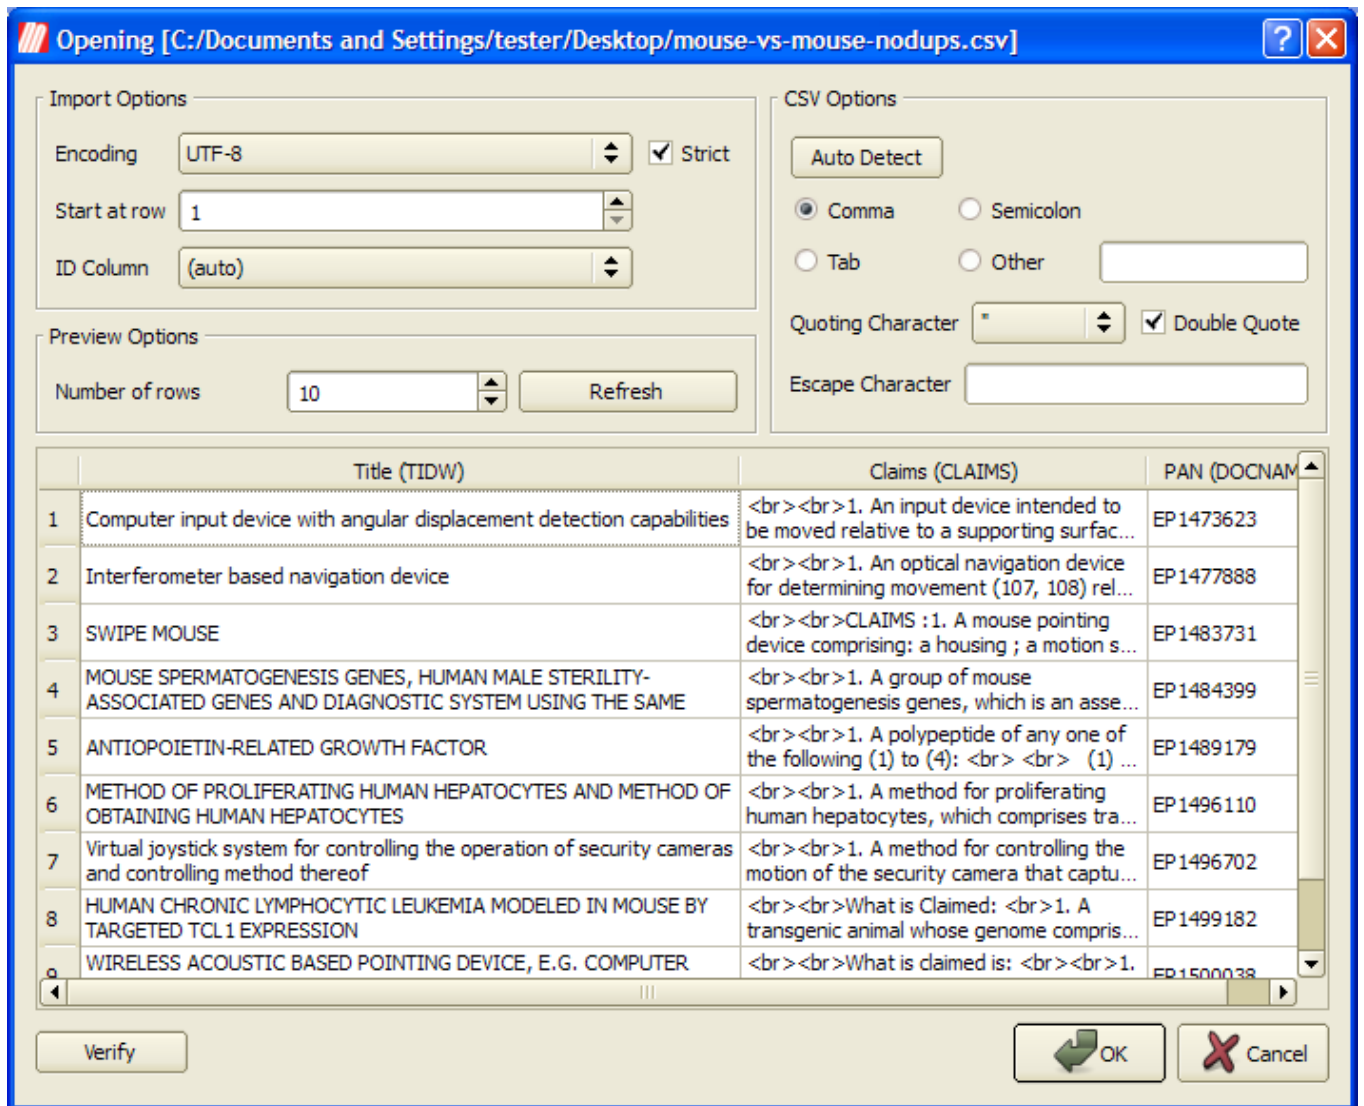 Opening [C:/Documents and Settings/tester/Desktop/mouse-vs-mouse-nodups.csv]
Import Options
Encoding UTF-8 Strict
Start at row 1
ID Column (auto)
Preview Options
Number of rows 10 Refresh
CSV Options
Auto Detect
Comma Semicolon
Tab Other
Quoting Character " Double Quote
Escape Character
Title (TIDW) Claims (CLAIMS) PAN (DOCNAM
1 Computer input device with angular displacement detection capabilities <br><br>1. An input device intended to
be moved relative to a supporting surfac... EP1473623
2 Interferometer based navigation device <br><br>1. An optical navigation device
for determining movement (107, 108) rel... EP1477888
3 SWIPE MOUSE <br><br>CLAIMS :1. A mouse pointing
device comprising: a housing ; a motion s... EP1483731
4 MOUSE SPERMATOGENESIS GENES, HUMAN MALE STERILITY-
ASSOCIATED GENES AND DIAGNOSTIC SYSTEM USING THE SAME
<br><br>1. A group of mouse
spermatogenesis genes, which is an asse... EP1484399
5 ANTIOPOIETIN-RELATED GROWTH FACTOR <br><br>1. A polypeptide of any one of
the following (1) to (4): <br> <br> (1) ... EP1489179
6 METHOD OF PROLIFERATING HUMAN HEPATOCYTES AND METHOD OF
OBTAINING HUMAN HEPATOCYTES
<br><br>1. A method for proliferating
human hepatocytes, which comprises tra... EP1496110
7 Virtual joystick system for controlling the operation of security cameras
and controlling method thereof
<br><br>1. A method for controlling the
motion of the security camera that captu... EP1496702
8 HUMAN CHRONIC LYMPHOCYTIC LEUKEMIA MODELED IN MOUSE BY
TARGETED TCL1 EXPRESSION
<br><br>What is Claimed: <br>1. A
transgenic animal whose genome compris... EP1499182
9 WIRELESS ACOUSTIC BASED POINTING DEVICE, E.G. COMPUTER <br><br>What is claimed is: <br><br>1. EP1500038
Verify OK Cancel